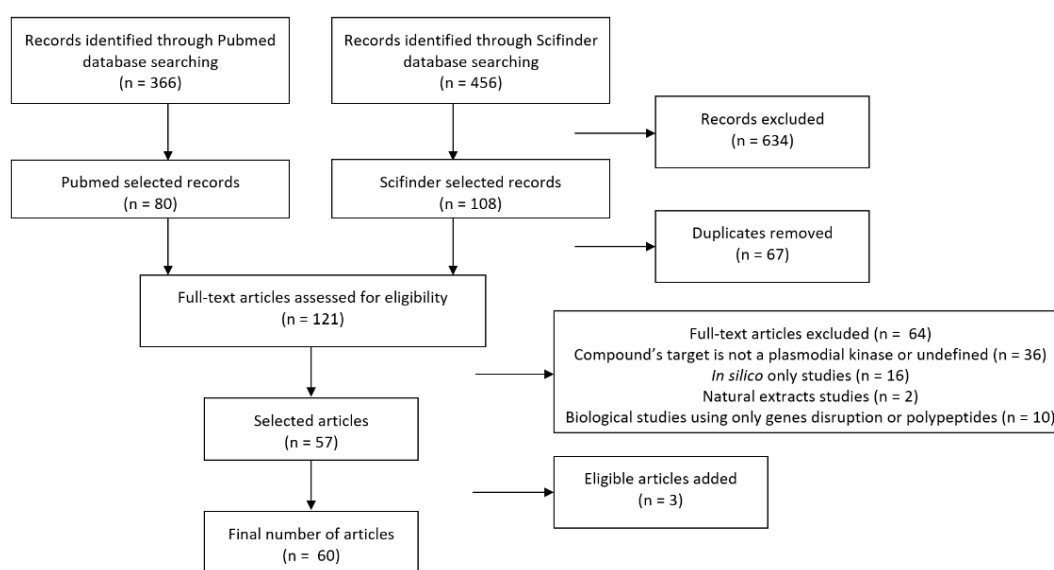 Records identified through Pubmed
database searching
(n = 366)
Records identified through Scifinder
database searching
(n = 456)
Records excluded
(n = 634)
Pubmed selected records
(n = 80)
Scifinder selected records
(n = 108)
Duplicates removed
(n = 67)
Full-text articles assessed for eligibility
(n = 121)
Full-text articles excluded (n = 64)
Compound's target is not a plasmodial kinase or undefined (n = 36)
In silico only studies (n = 16)
Natural extracts studies (n = 2)
Biological studies using only genes disruption or polypeptides (n = 10)
Selected articles
(n = 57)
Eligible articles added
(n = 3)
Final number of articles
(n = 60)